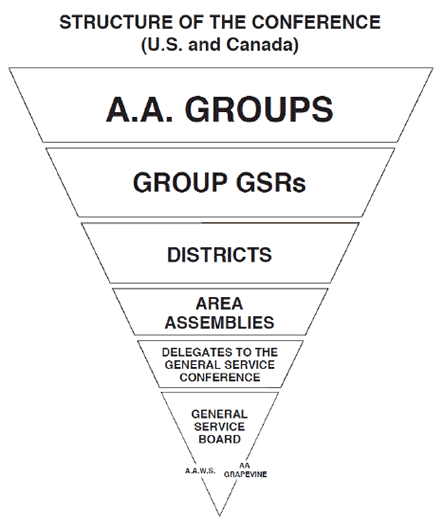 STRUCTURE OF THE CONFERENCE
(U.S. and Canada)
A.A. GROUPS
GROUP GSRs
DISTRICTS
AREA
ASSEMBLIES
DELEGATES TO THE
GENERAL SERVICE
CONFERENCE
GENERAL
SERVICE
BOARD
A.A.W.S.
AA
GRAPEVINE